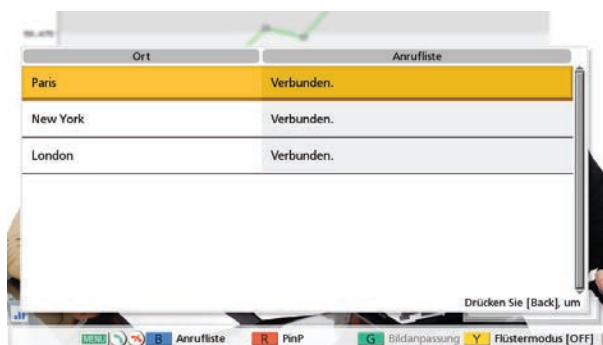 Ort Anrufliste
Paris Verbunden.
New York Verbunden.
London Verbunden.
Drücken Sie [Back], um
MENU B Anrufliste R PinP G Bildanpassung Y Flüstermodus [OFF]